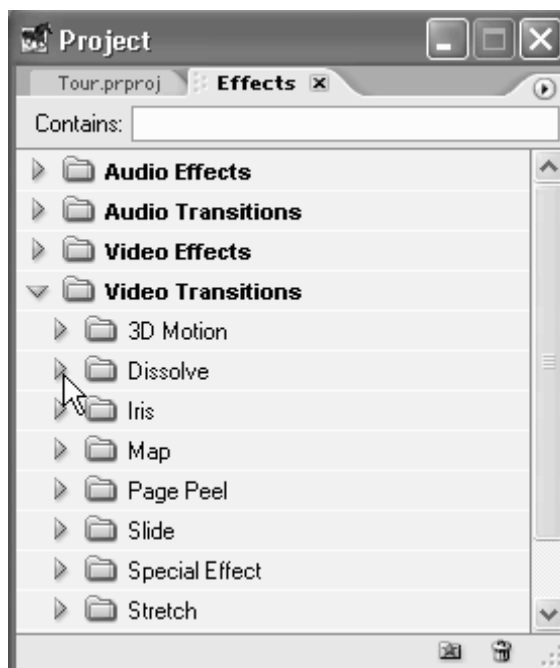 Project
Tour.prproj Effects
Contains:
Audio Effects
Audio Transitions
Video Effects
Video Transitions
3D Motion
Dissolve
Iris
Map
Page Peel
Slide
Special Effect
Stretch